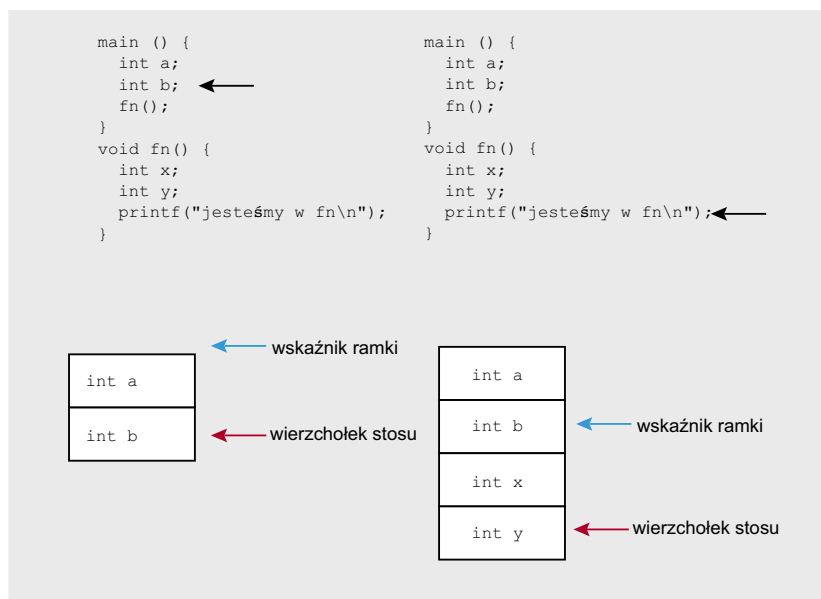 main () {
  int a;
  int b;
  fn();
}
void fn() {
  int x;
  int y;
  printf("jesteśmy w fn\n");
}
main () {
  int a;
  int b;
  fn();
}
void fn() {
  int x;
  int y;
  printf("jesteśmy w fn\n");
}
wskaźnik ramki
int a
int b
wierzchołek stosu
int a
int b
wskaźnik ramki
int x
int y
wierzchołek stosu